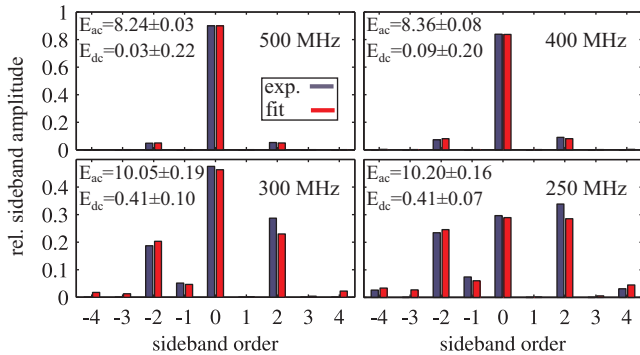 E_ac=8.24±0.03
E_dc=0.03±0.22
500 MHz
exp.
fit
E_ac=8.36±0.08
E_dc=0.09±0.20
400 MHz
1
0.8
0.6
0.4
0.2
0
rel. sideband amplitude
E_ac=10.05±0.19
E_dc=0.41±0.10
300 MHz
E_ac=10.20±0.16
E_dc=0.41±0.07
250 MHz
0.4
0.3
0.2
0.1
0
-4 -3 -2 -1 0 1 2 3 4
-4 -3 -2 -1 0 1 2 3 4
sideband order
sideband order